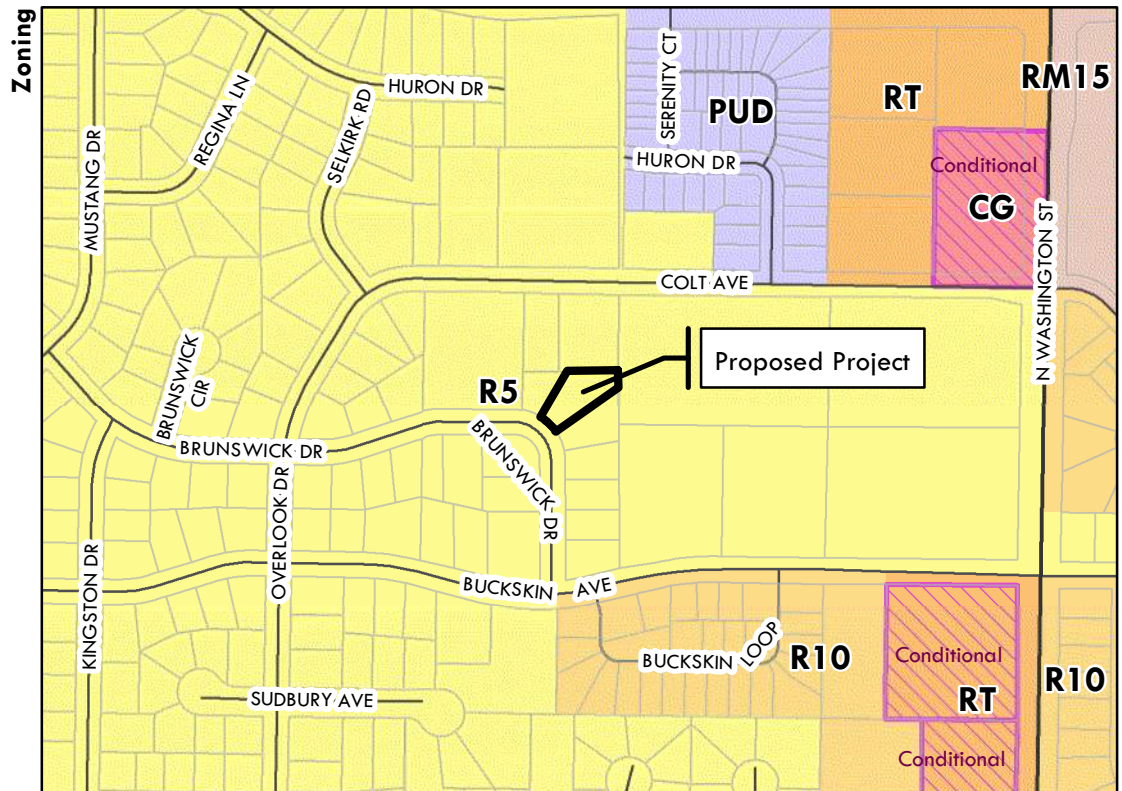 Zoning
MUSTANG DR
REGINA LN
SELKIRK RD
HURON DR
SERENITY CT
PUD
HURON DR
RT
RM15
Conditional
CG
N WASHINGTON ST
COLT AVE
Proposed Project
R5
BRUNSWICK
CIR
BRUNSWICK DR
BRUNSWICK DR
OVERLOOK DR
KINGSTON DR
BUCKSKIN AVE
BUCKSKIN LOOP
R10
Conditional
RT
R10
SUDBURY AVE
Conditional